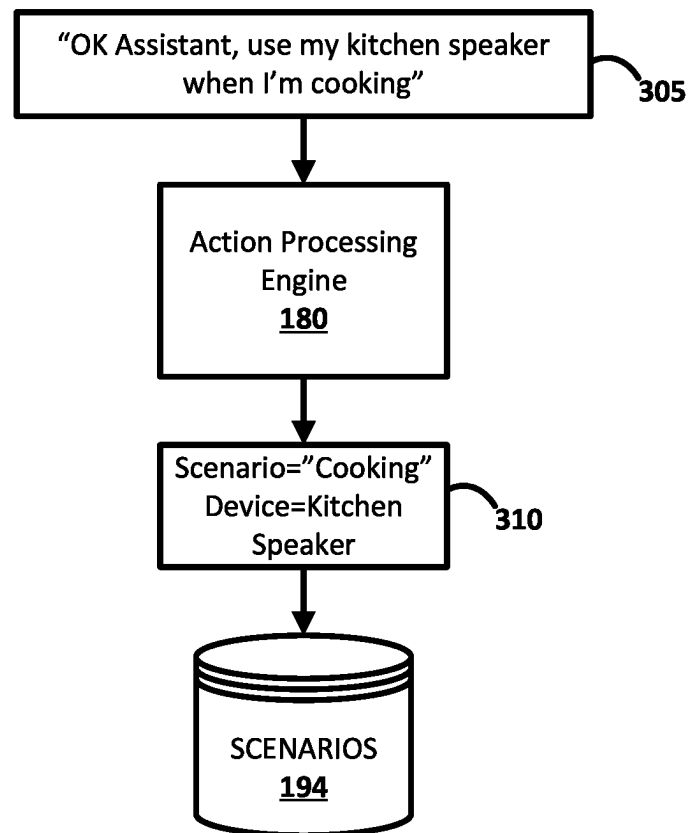 “OK Assistant, use my kitchen speaker
when I’m cooking”
305
Action Processing
Engine
180
Scenario=”Cooking”
Device=Kitchen
Speaker
310
SCENARIOS
194